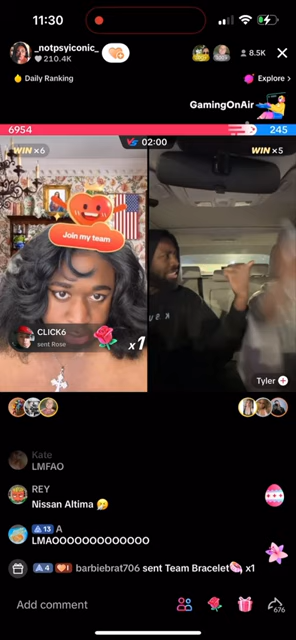 11:30
_notpsyiconic_
210.4K
8.5K
Daily Ranking
Explore >
GamingOnAir
6954
VS 02:00
245
WIN ×6
WIN ×5
Join my team
CLICK6
sent Rose
x1
Tyler
Kate
LMFAO
REY
Nissan Altima
13 A
LMAOOOOOOOOOOOOO
4 1 barbiebrat706 sent Team Bracelet x1
Add comment
676